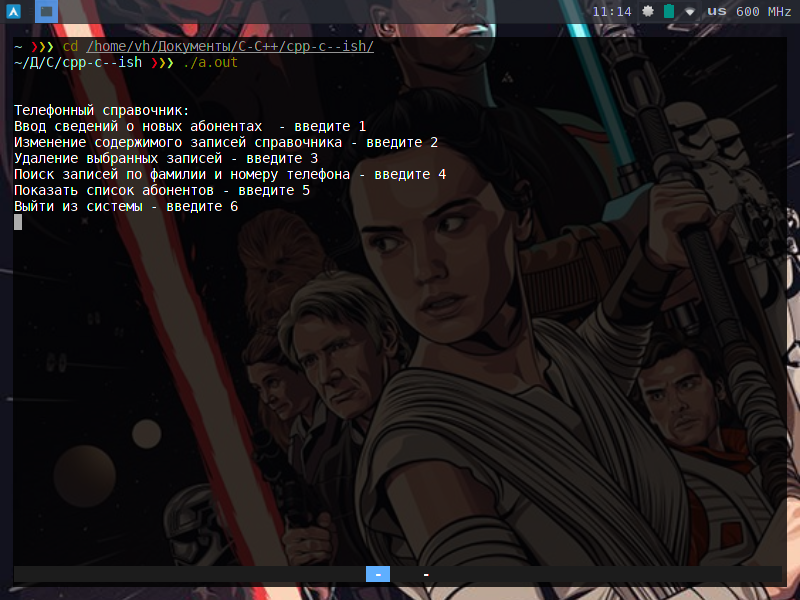 11:14 us 600 MHz
~ ❯❯❯ cd /home/vh/Документы/С-С++/cpp-c--ish/
~/Д/С/cpp-c--ish ❯❯❯ ./a.out
Телефонный справочник:
Ввод сведений о новых абонентах  - введите 1
Изменение содержимого записей справочника - введите 2
Удаление выбранных записей - введите 3
Поиск записей по фамилии и номеру телефона - введите 4
Показать список абонентов - введите 5
Выйти из системы - введите 6
- -